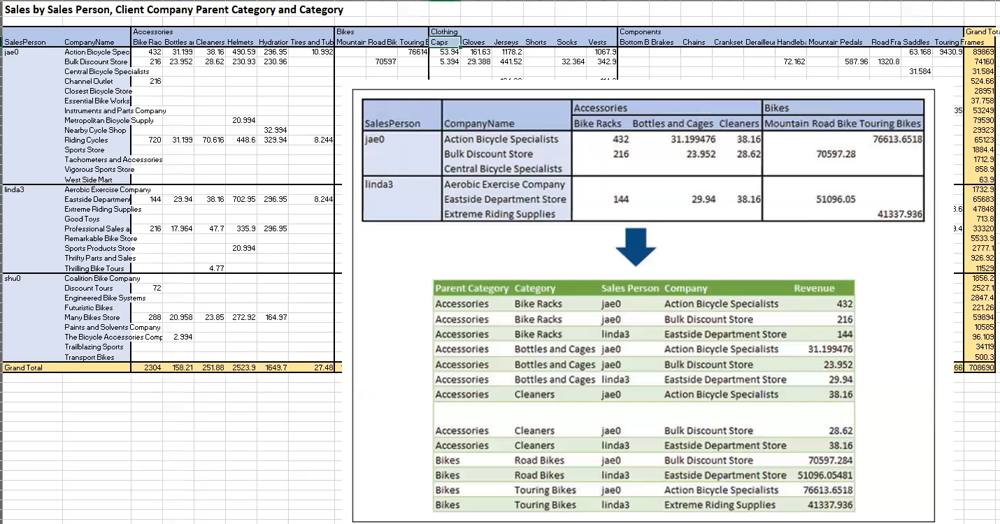 Sales by Sales Person, Client Company Parent Category and Category
Accessories Bikes Clothing Components Grand Tota
SalesPerson CompanyName Bike Rac Bottles a Cleaners Helmets Hydration Tires and Tub Mountain Road Bik Touring B Caps Gloves Jerseys Shorts Socks Vests Bottom B Brakes Chains Crankset Derailleu Handleba Mountain Pedals Road Fra Saddles Touring Frames
jae0 Action Bicycle Spec 432 31.199 38.16 490.59 296.95 10.992 76614 53.94 161.63 1178.2 1067.9 63.168 9430.9 89869
Bulk Discount Store 216 23.952 28.62 230.93 230.96 70597 5.394 29.388 441.52 32.364 342.9 72.162 587.96 1320.8 74160
Central Bicycle Specialists 31.584 31.584
Channel Outlet 216 524.66
Closest Bicycle Store 28951
Essential Bike Works 37.758
Instruments and Parts Company 35 53249
Metropolitan Bicycle Supply 20.994 79590
Nearby Cycle Shop 32.994 29923
Riding Cycles 720 31.199 70.616 448.6 329.94 8.244 65123
Sports Store 1884.4
Tachometers and Accessories 1712.9
Vigorous Sports Store 858.9
West Side Mart 63.9
linda3 Aerobic Exercise Company 1732.9
Eastside Department 144 29.94 38.16 702.95 296.95 8.244 65683
Extreme Riding Supplies 3.6 47848
Good Toys 713.8
Professional Sales a 216 17.964 47.7 335.9 296.95 9.4 33320
Remarkable Bike Store 5533.9
Sports Products Store 20.994 2777.1
Thrifty Parts and Sales 926.92
Thrilling Bike Tours 4.77 11529
shu0 Coalition Bike Company 1856.2
Discount Tours 72 2527.1
Engineered Bike Systems 2847.4
Futuristic Bikes 221.26
Many Bikes Store 288 20.958 23.85 272.92 164.97 59894
Paints and Solvents Company 10585
The Bicycle Accessories Comp 2.994 96.109
Trailblazing Sports 34119
Transport Bikes 500.3
Grand Total 2304 158.21 251.88 2523.9 1649.7 27.48 66 708690
Accessories Bikes
SalesPerson CompanyName Bike Racks Bottles and Cages Cleaners Mountain Road Bike Touring Bikes
jae0 Action Bicycle Specialists 432 31.199476 38.16 76613.6518
Bulk Discount Store 216 23.952 28.62 70597.28
Central Bicycle Specialists
linda3 Aerobic Exercise Company
Eastside Department Store 144 29.94 38.16 51096.05
Extreme Riding Supplies 41337.936
Parent Category Category Sales Person Company Revenue
Accessories Bike Racks jae0 Action Bicycle Specialists 432
Accessories Bike Racks jae0 Bulk Discount Store 216
Accessories Bike Racks linda3 Eastside Department Store 144
Accessories Bottles and Cages jae0 Action Bicycle Specialists 31.199476
Accessories Bottles and Cages jae0 Bulk Discount Store 23.952
Accessories Bottles and Cages linda3 Eastside Department Store 29.94
Accessories Cleaners jae0 Action Bicycle Specialists 38.16
Accessories Cleaners jae0 Bulk Discount Store 28.62
Accessories Cleaners linda3 Eastside Department Store 38.16
Bikes Road Bikes jae0 Bulk Discount Store 70597.284
Bikes Road Bikes linda3 Eastside Department Store 51096.05481
Bikes Touring Bikes jae0 Action Bicycle Specialists 76613.6518
Bikes Touring Bikes linda3 Extreme Riding Supplies 41337.936